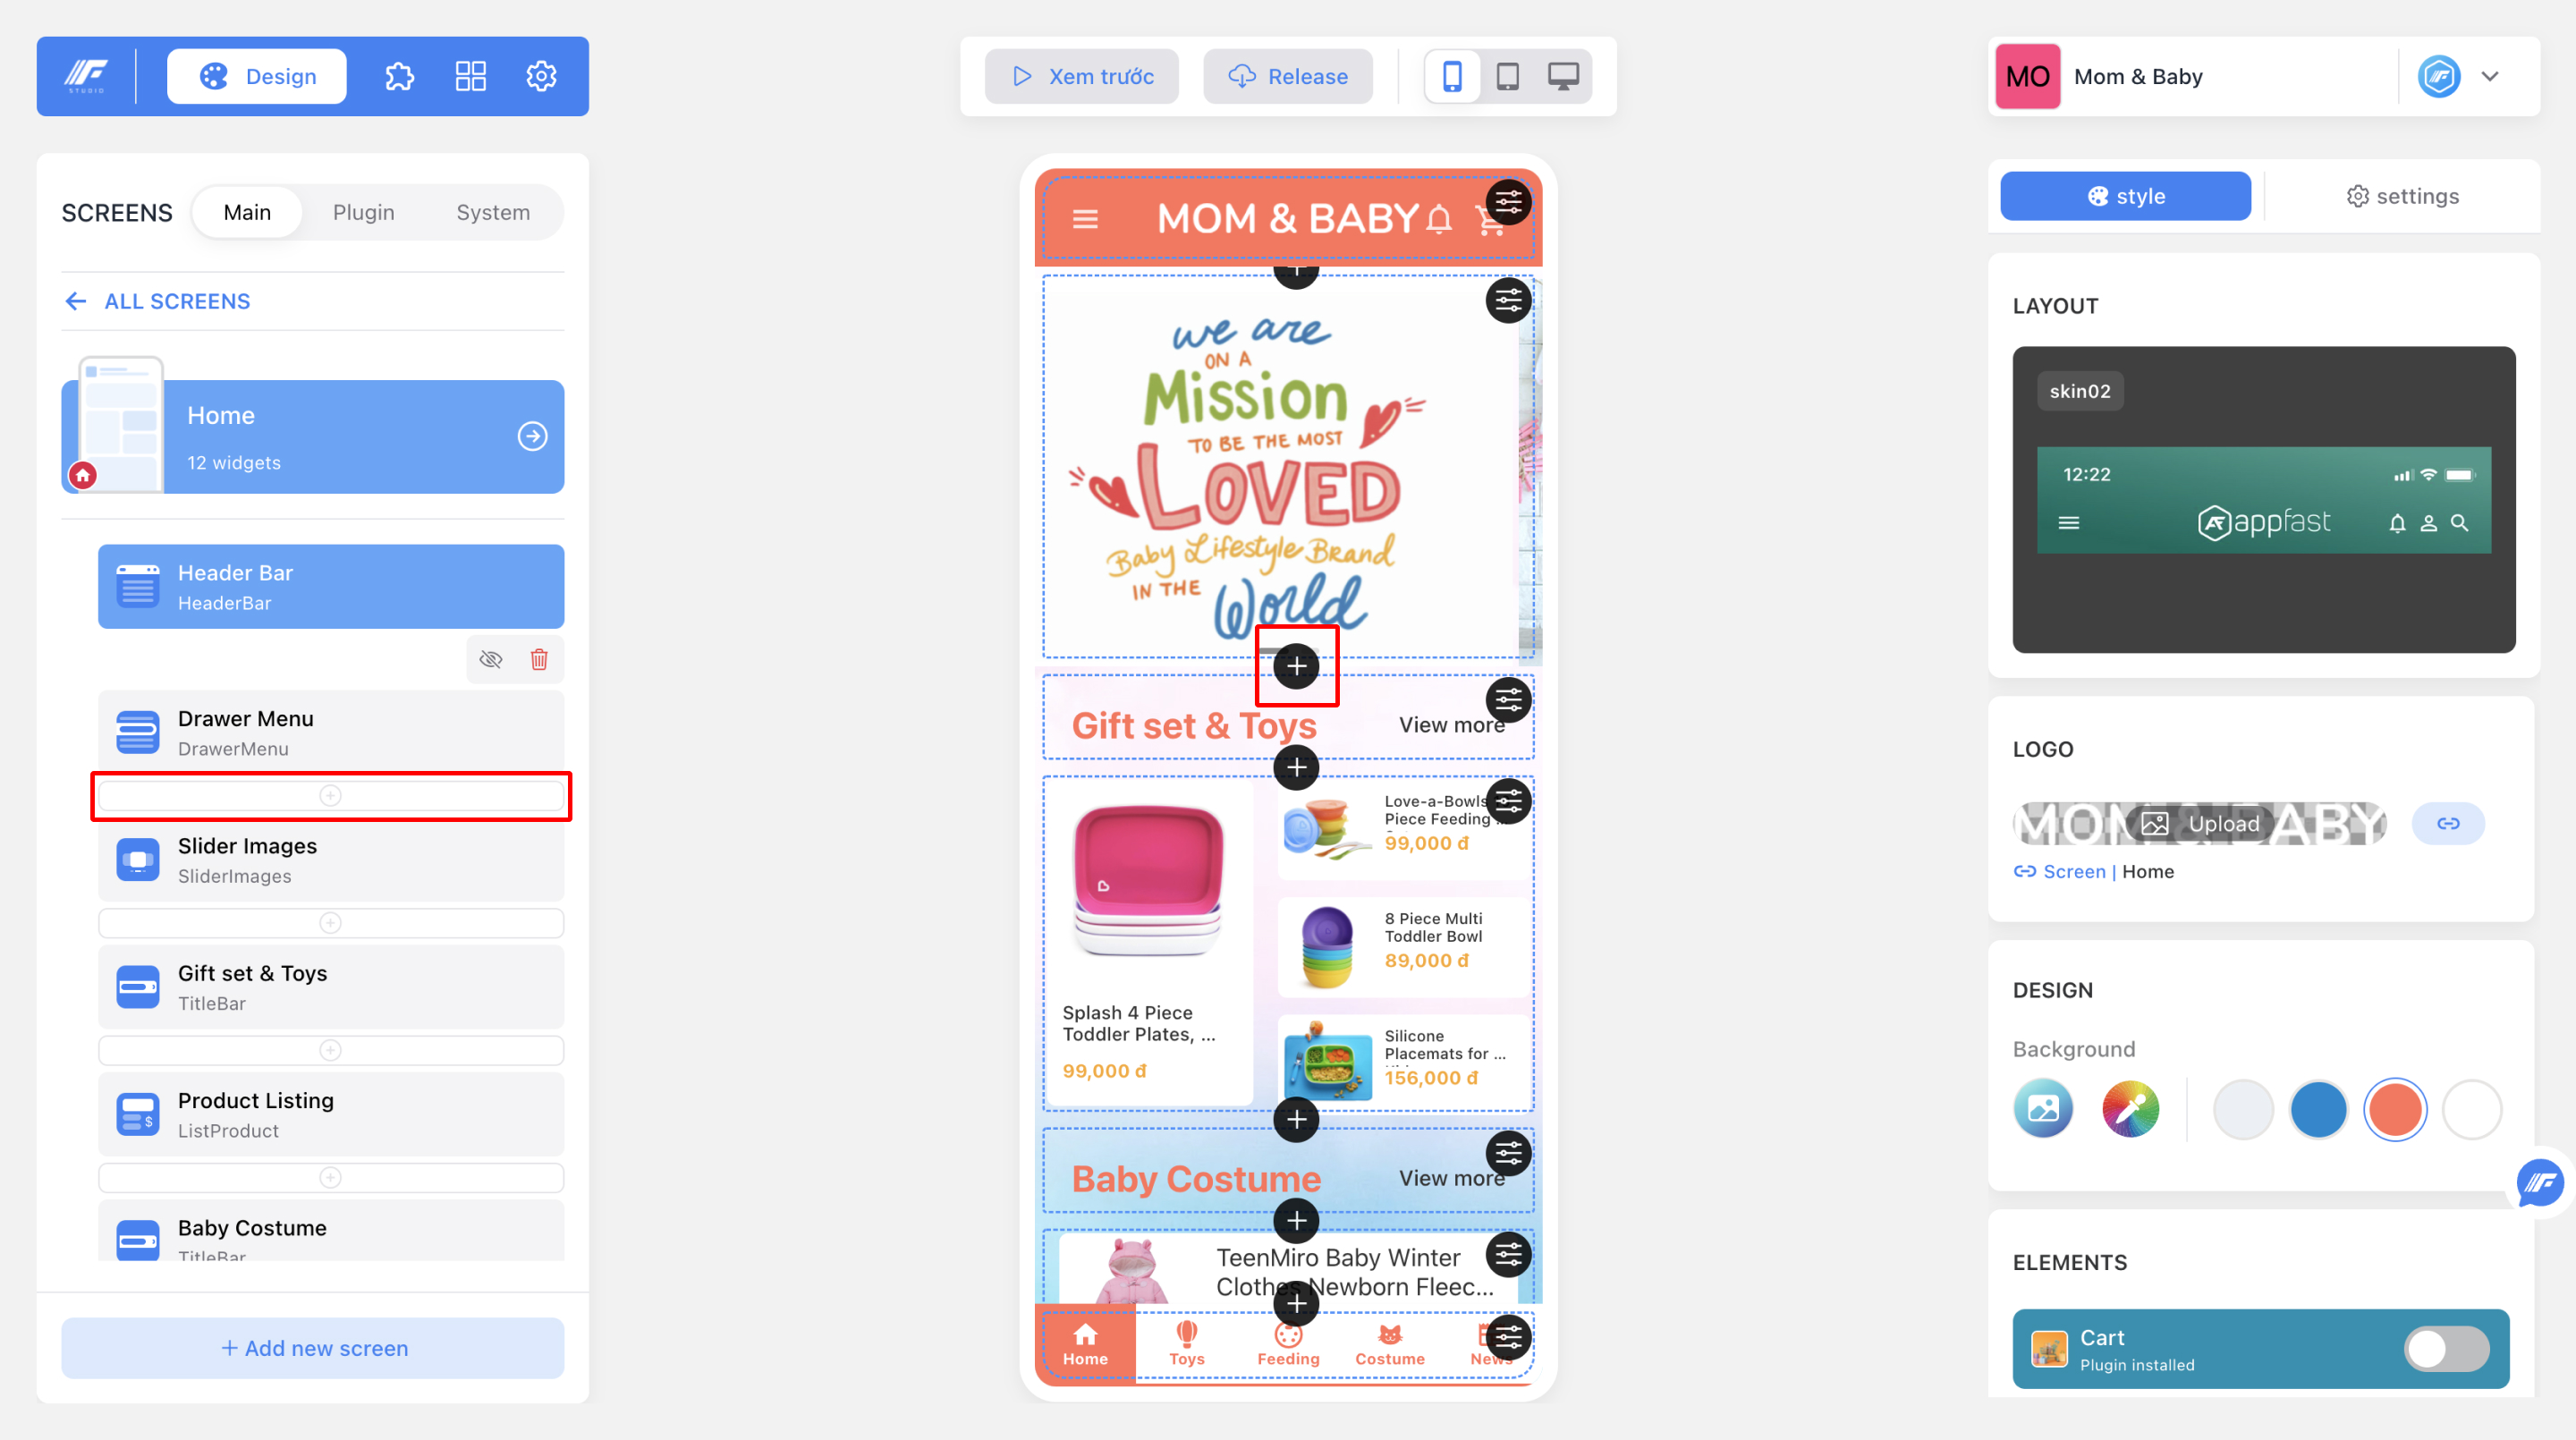 STUDIO
Design
Xem trước
Release
MO
Mom & Baby
SCREENS
Main
Plugin
System
ALL SCREENS
Home
12 widgets
Header Bar
HeaderBar
Drawer Menu
DrawerMenu
Slider Images
SliderImages
Gift set & Toys
TitleBar
Product Listing
ListProduct
$
Baby Costume
TitleBar
+ Add new screen
MOM & BABY
we are
ON A
Mission
TO BE THE MOST
LOVED
Baby Lifestyle Brand
IN THE
World
Gift set & Toys
View more
Splash 4 Piece
Toddler Plates, ...
99,000 đ
Love-a-Bowls
Piece Feeding ...
99,000 đ
8 Piece Multi
Toddler Bowl
89,000 đ
Silicone
Placemats for ...
156,000 đ
Baby Costume
View more
TeenMiro Baby Winter
Clothes Newborn Fleec...
Home
Toys
Feeding
Costume
News
style
settings
LAYOUT
skin02
12:22
appfast
LOGO
MOM & BABY
Upload
Screen | Home
DESIGN
Background
ELEMENTS
Cart
Plugin installed